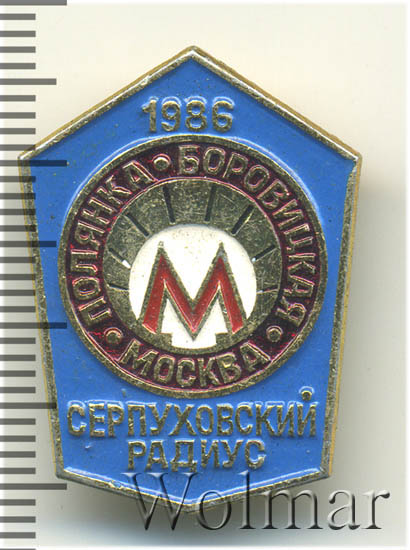 1986
ПОЛЯНКА · БОРОВИЦКАЯ · МОСКВА ·
М
СЕРПУХОВСКИЙ
РАДИУС
Wolmar